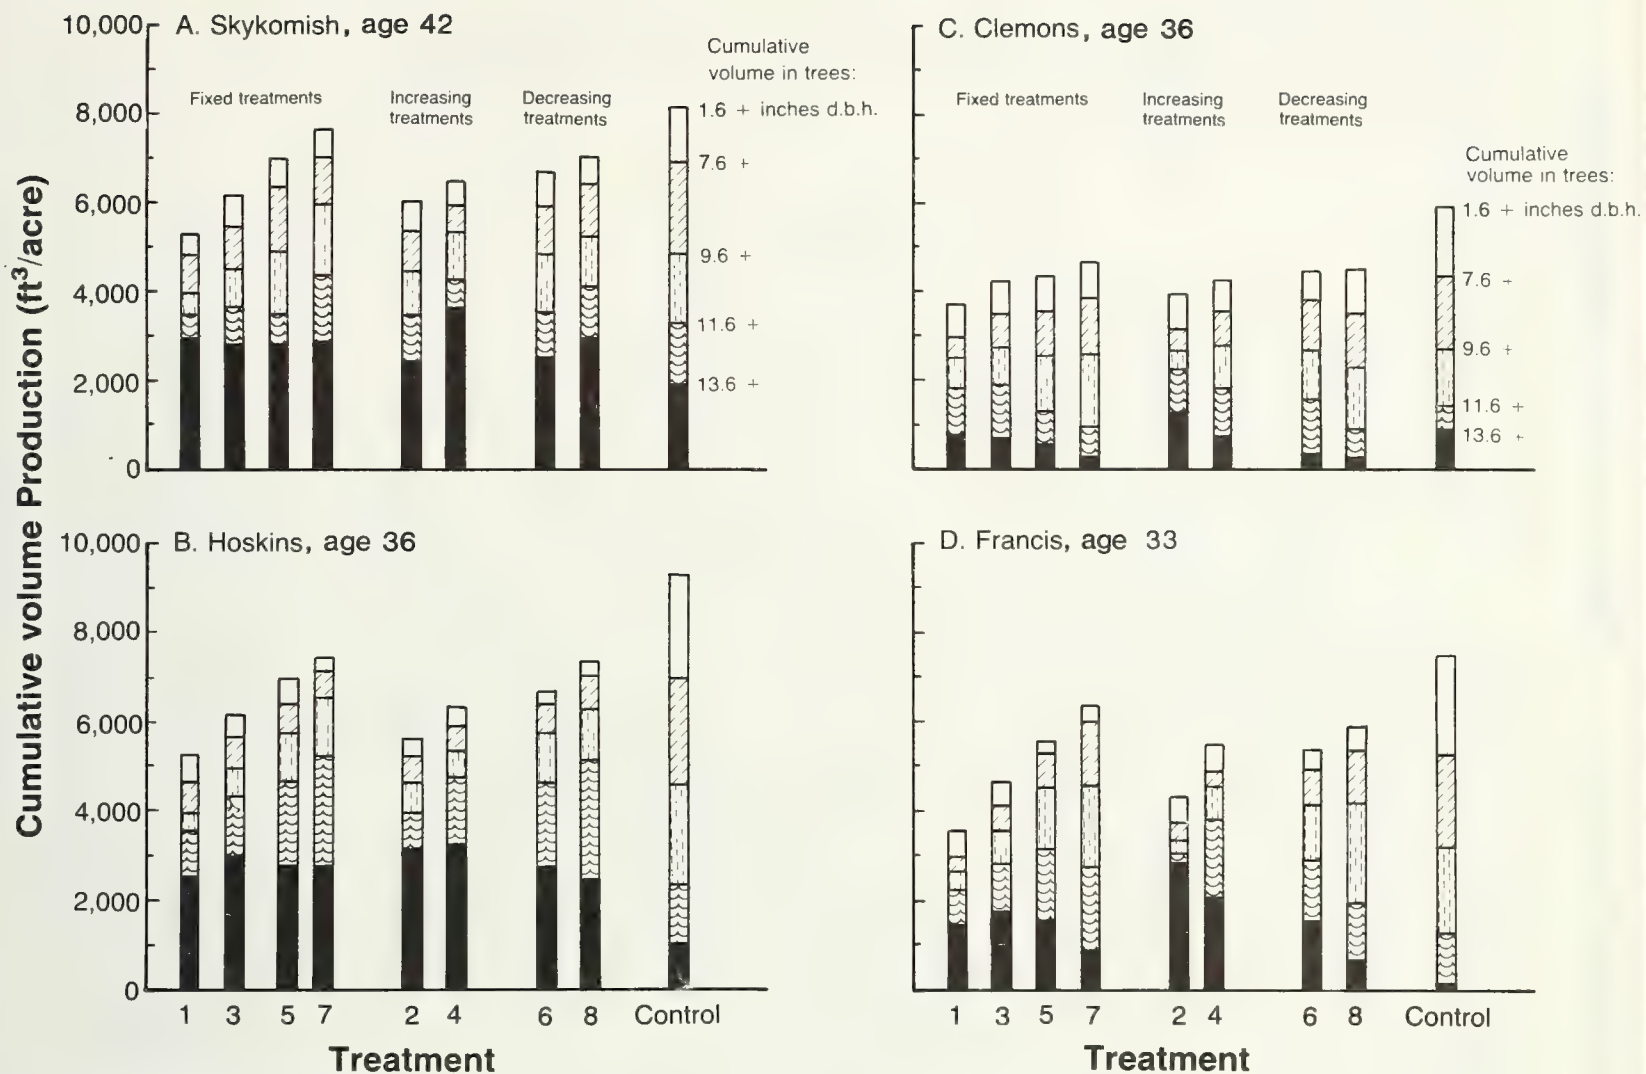 Cumulative volume Production (ft³/acre)
A. Skykomish, age 42
10,000
8,000
6,000
4,000
2,000
0
Fixed treatments
Increasing
treatments
Decreasing
treatments
Cumulative
volume in trees:
1.6 + inches d.b.h.
7.6 +
9.6 +
11.6 +
13.6 +
C. Clemons, age 36
Fixed treatments
Increasing
treatments
Decreasing
treatments
Cumulative
volume in trees:
1.6 + inches d.b.h.
7.6 +
9.6 +
11.6 +
13.6 +
B. Hoskins, age 36
10,000
8,000
6,000
4,000
2,000
0
1 3 5 7 2 4 6 8 Control
Treatment
D. Francis, age 33
1 3 5 7 2 4 6 8 Control
Treatment